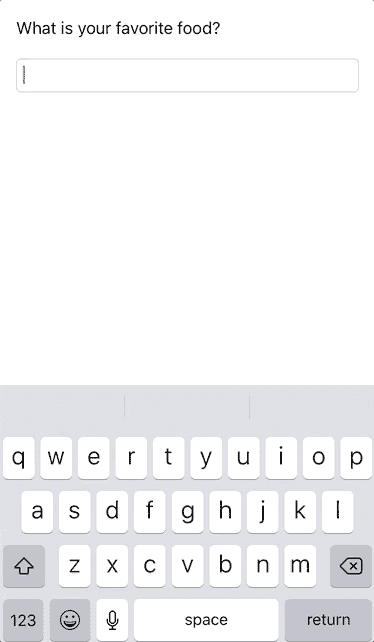 What is your favorite food?
q w e r t y u i o p
a s d f g h j k l
z x c v b n m
123 space return